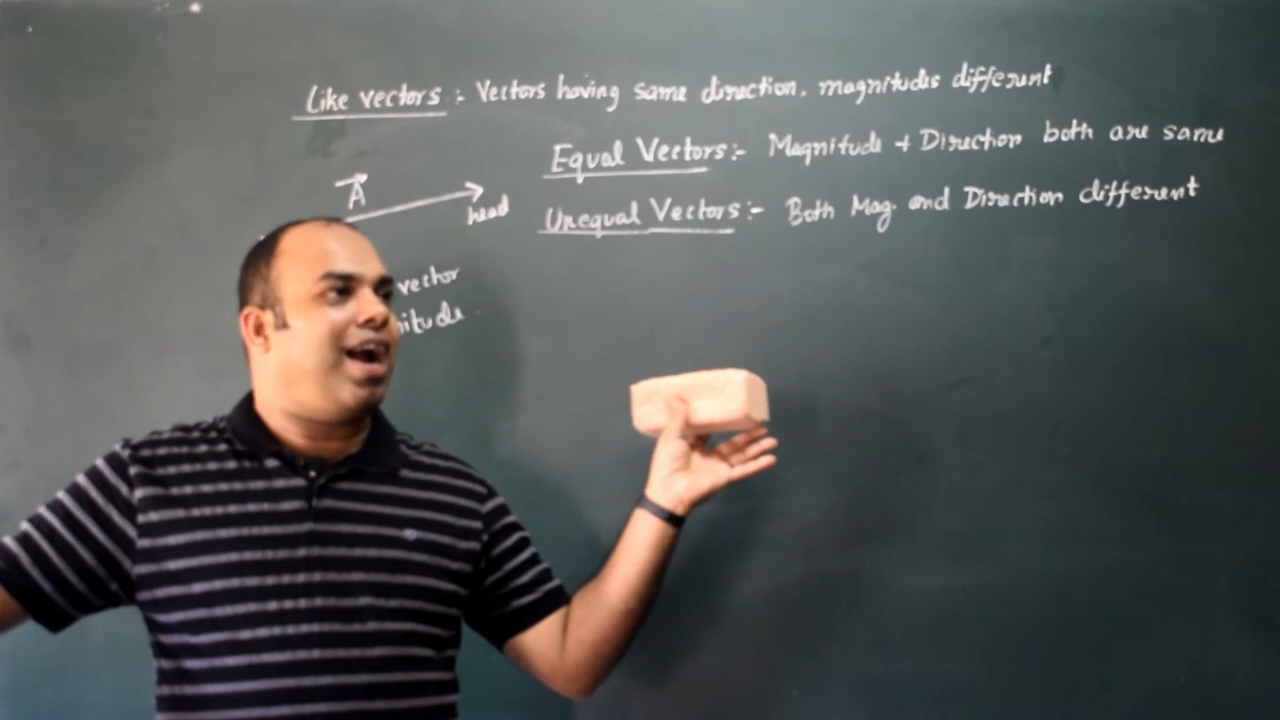 Like vectors :- Vectors having same direction, magnitudes different
Equal Vectors:- Magnitude + Direction both are same
A
head
Unequal Vectors:- Both Mag. and Direction different
vector
itude